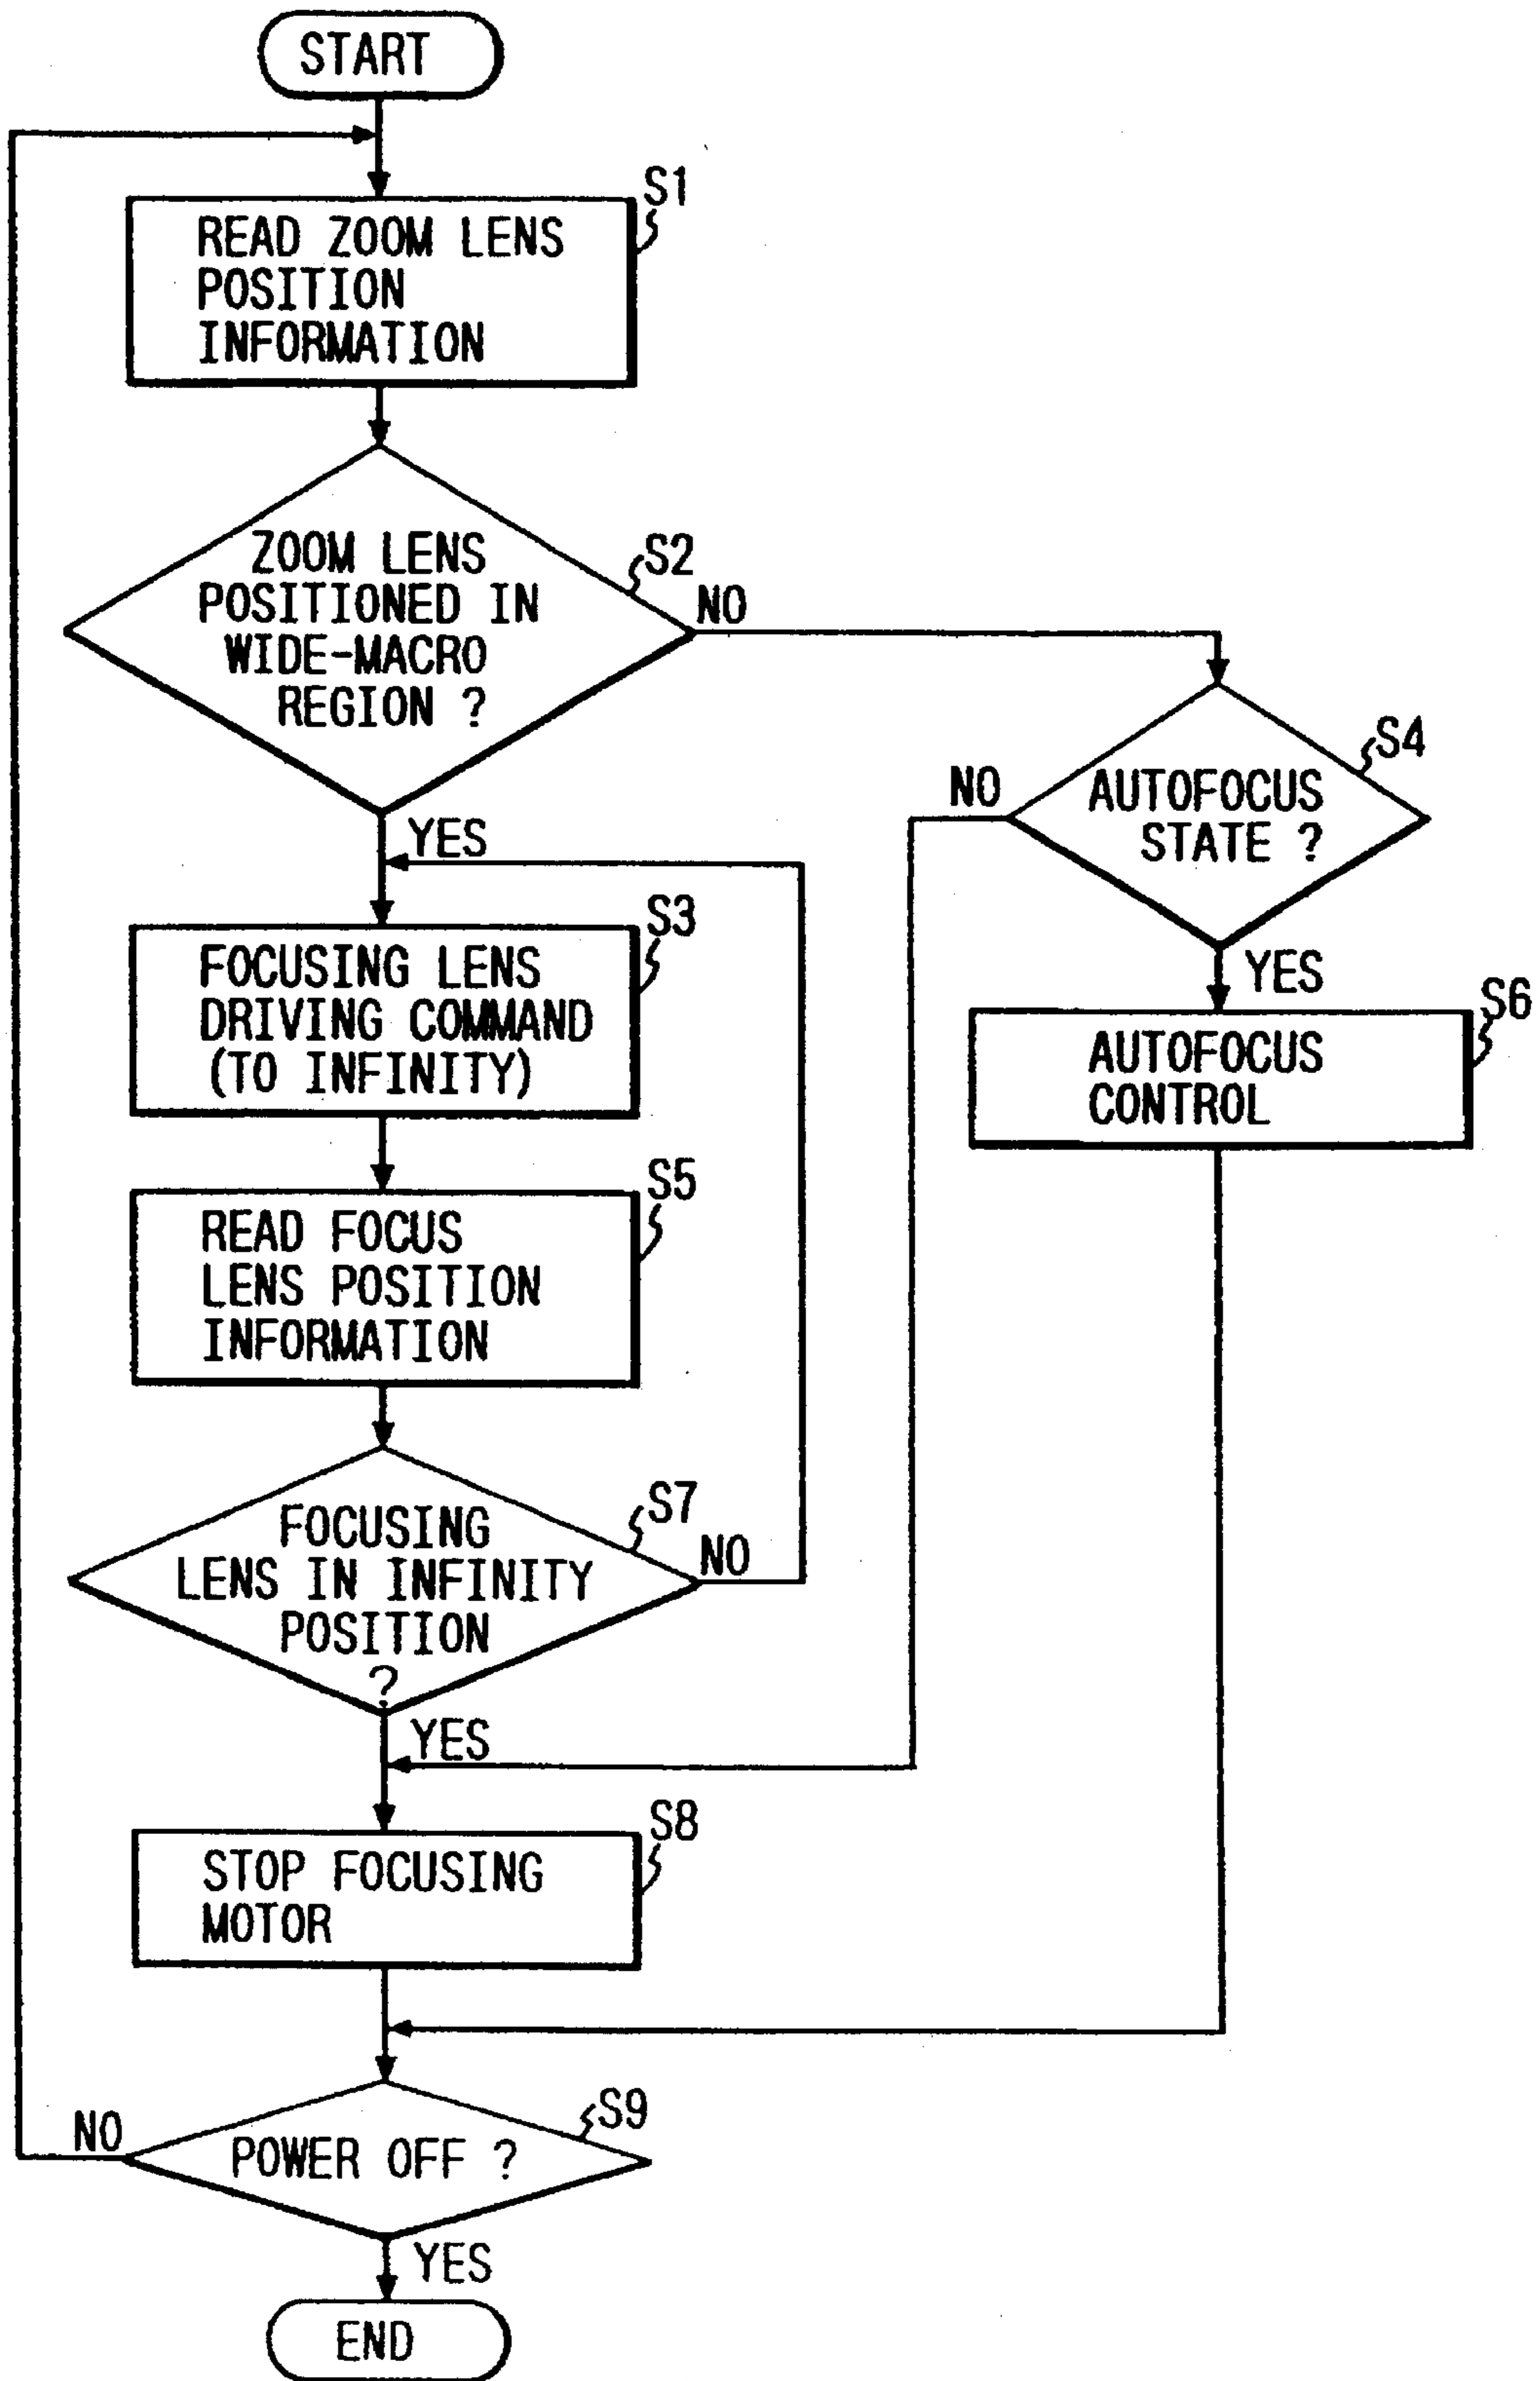 START
S1
READ ZOOM LENS
POSITION
INFORMATION
S2
ZOOM LENS
POSITIONED IN
WIDE-MACRO
REGION ?
NO
YES
S4
AUTOFOCUS
STATE ?
NO
YES
S3
FOCUSING LENS
DRIVING COMMAND
(TO INFINITY)
S6
AUTOFOCUS
CONTROL
S5
READ FOCUS
LENS POSITION
INFORMATION
S7
FOCUSING
LENS IN INFINITY
POSITION
?
NO
YES
S8
STOP FOCUSING
MOTOR
S9
POWER OFF ?
NO
YES
END